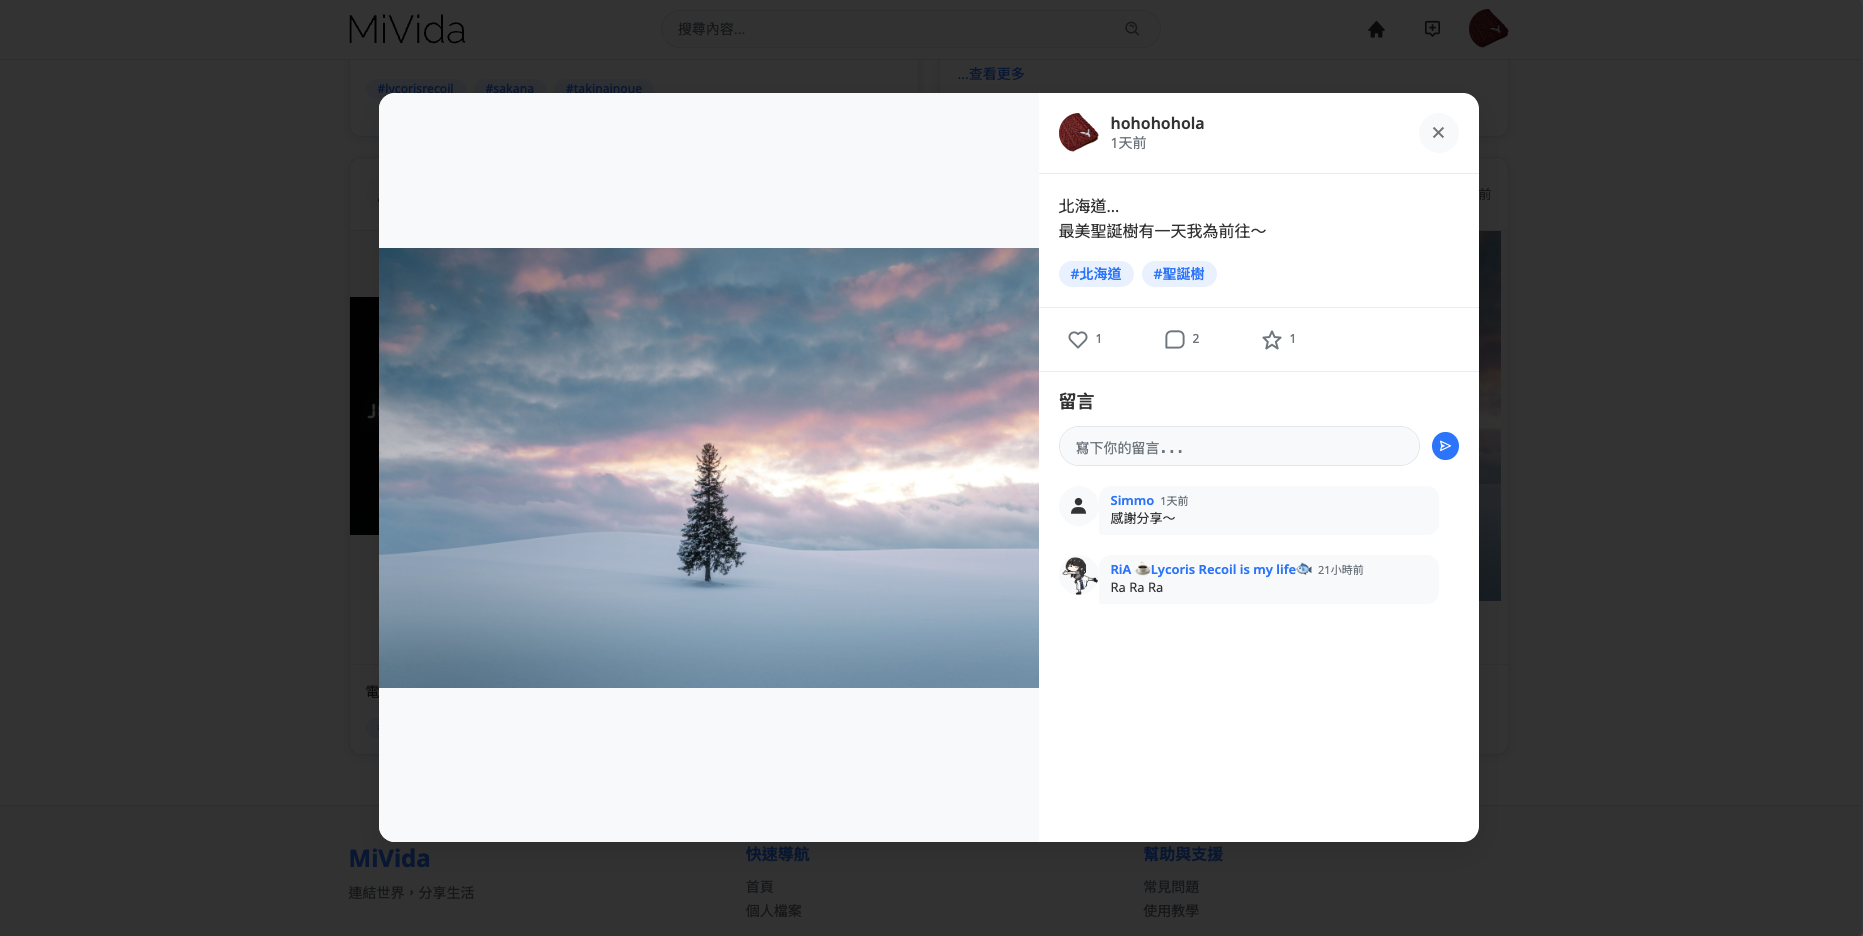 MiVida
搜尋內容...
#lycorisrecoil #sakana #takinainoue
...查看更多
hohohohola
1天前
北海道...
最美聖誕樹有一天我為前往～
#北海道 #聖誕樹
1 2 1
留言
寫下你的留言...
Simmo 1天前
感謝分享～
RiA ☕Lycoris Recoil is my life🐟 21小時前
Ra Ra Ra
前
J
電
MiVida
連結世界，分享生活
快速導航
首頁
個人檔案
幫助與支援
常見問題
使用教學